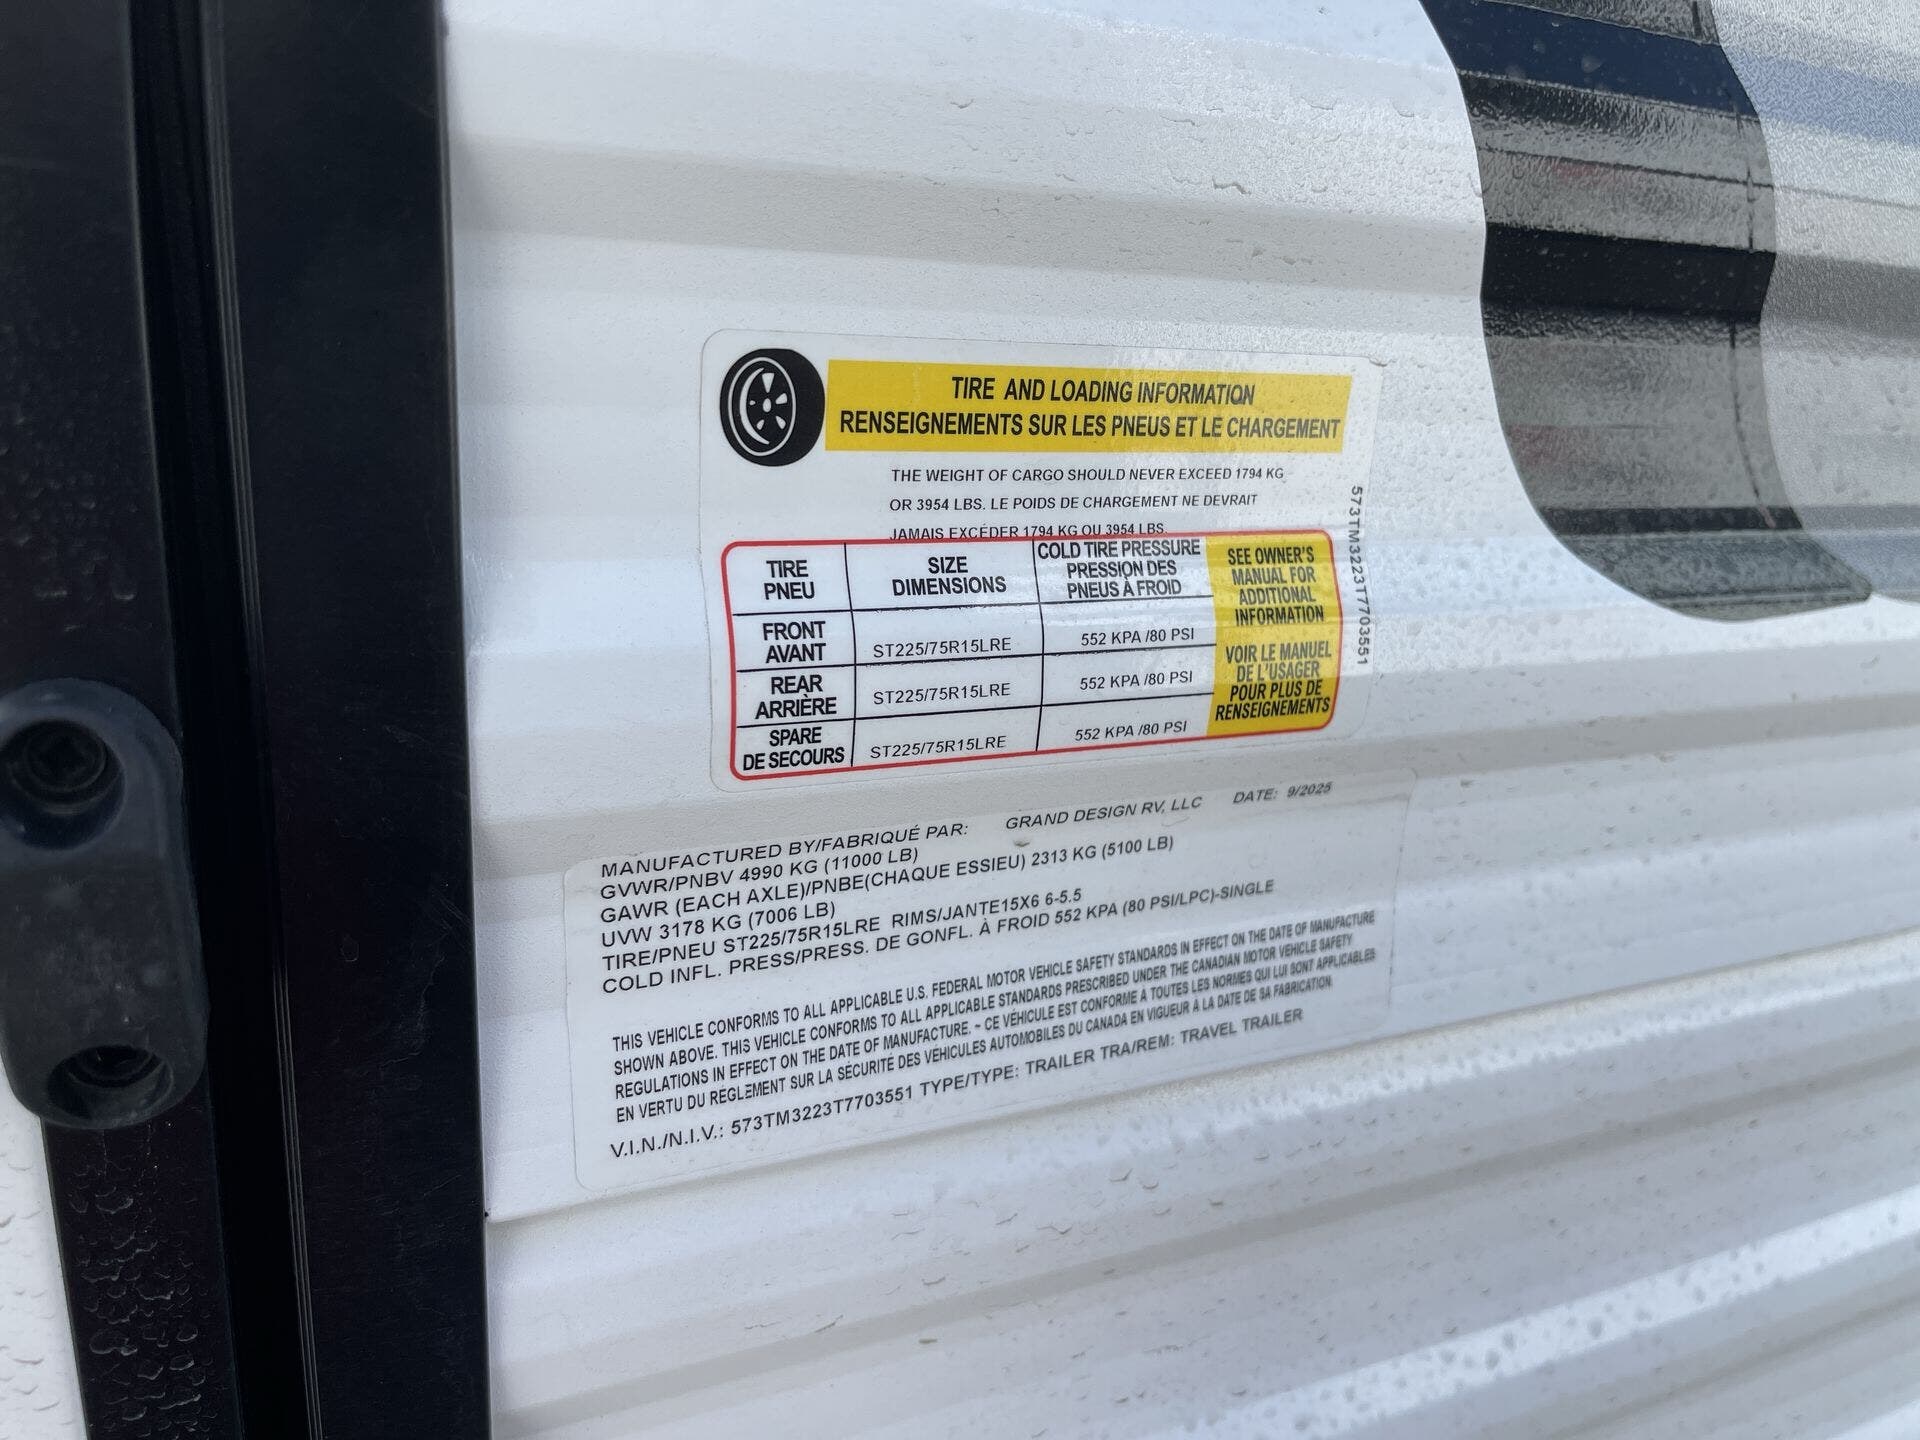 TIRE AND LOADING INFORMATION
RENSEIGNEMENTS SUR LES PNEUS ET LE CHARGEMENT
THE WEIGHT OF CARGO SHOULD NEVER EXCEED 1794 KG
OR 3954 LBS. LE POIDS DE CHARGEMENT NE DEVRAIT
JAMAIS EXCÉDER 1794 KG OU 3954 LBS.
TIRE
PNEU
SIZE
DIMENSIONS
COLD TIRE PRESSURE
PRESSION DES
PNEUS À FROID
SEE OWNER'S
MANUAL FOR
ADDITIONAL
INFORMATION
VOIR LE MANUEL
DE L'USAGER
POUR PLUS DE
RENSEIGNEMENTS
FRONT
AVANT
ST225/75R15LRE
552 KPA /80 PSI
REAR
ARRIÈRE
ST225/75R15LRE
552 KPA /80 PSI
SPARE
DE SECOURS
ST225/75R15LRE
552 KPA /80 PSI
573TM3223T7703551
MANUFACTURED BY/FABRIQUÉ PAR: GRAND DESIGN RV, LLC DATE: 9/2025
GVWR/PNBV 4990 KG (11000 LB)
GAWR (EACH AXLE)/PNBE(CHAQUE ESSIEU) 2313 KG (5100 LB)
UVW 3178 KG (7006 LB)
TIRE/PNEU ST225/75R15LRE RIMS/JANTE15X6 6-5.5
COLD INFL. PRESS/PRESS. DE GONFL. À FROID 552 KPA (80 PSI/LPC)-SINGLE
THIS VEHICLE CONFORMS TO ALL APPLICABLE U.S. FEDERAL MOTOR VEHICLE SAFETY STANDARDS IN EFFECT ON THE DATE OF MANUFACTURE
SHOWN ABOVE. THIS VEHICLE CONFORMS TO ALL APPLICABLE STANDARDS PRESCRIBED UNDER THE CANADIAN MOTOR VEHICLE SAFETY
REGULATIONS IN EFFECT ON THE DATE OF MANUFACTURE. ~ CE VÉHICULE EST CONFORME À TOUTES LES NORMES QUI LUI SONT APPLICABLES
EN VERTU DU REGLEMENT SUR LA SÉCURITÉ DES VÉHICULES AUTOMOBILES DU CANADA EN VIGUEUR À LA DATE DE SA FABRICATION
V.I.N./N.I.V.: 573TM3223T7703551 TYPE/TYPE: TRAILER TRA/REM: TRAVEL TRAILER